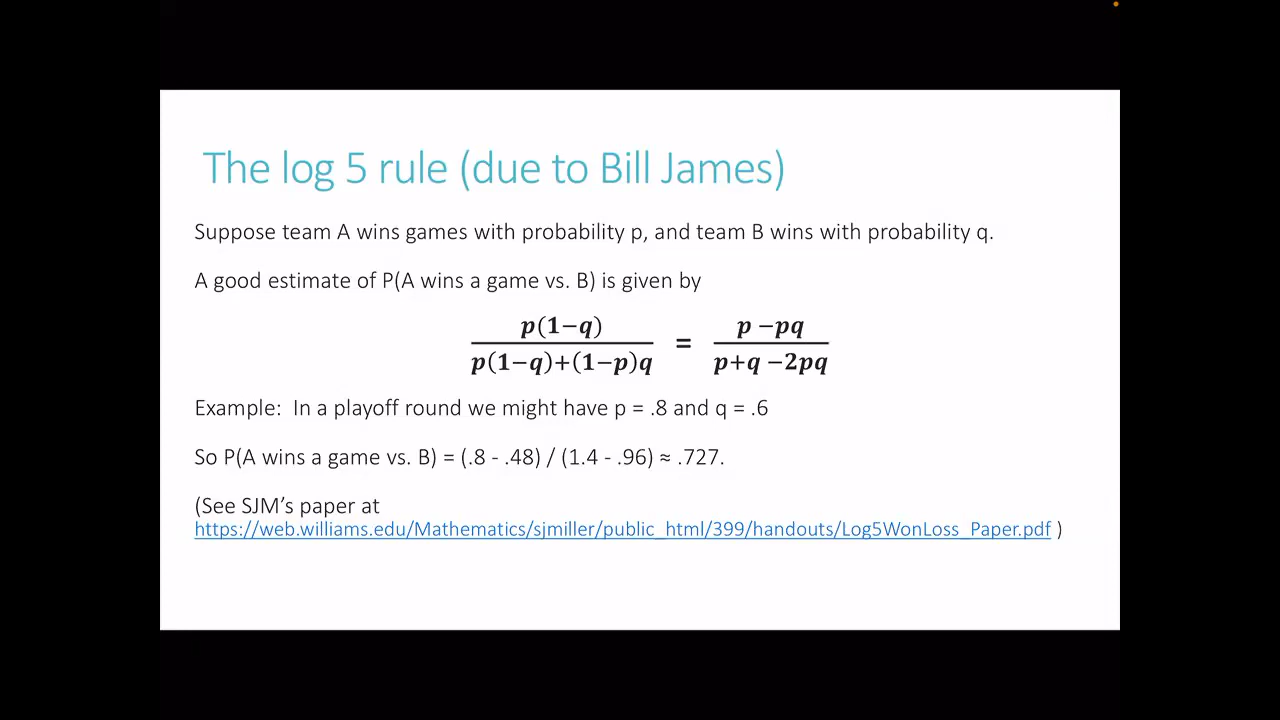 The log 5 rule (due to Bill James)
Suppose team A wins games with probability p, and team B wins with probability q.
A good estimate of P(A wins a game vs. B) is given by
p(1−q) / p(1−q)+(1−p)q = p −pq / p+q −2pq
Example:  In a playoff round we might have p = .8 and q = .6
So P(A wins a game vs. B) = (.8 - .48) / (1.4 - .96) ≈ .727.
(See SJM’s paper at
https://web.williams.edu/Mathematics/sjmiller/public_html/399/handouts/Log5WonLoss_Paper.pdf )